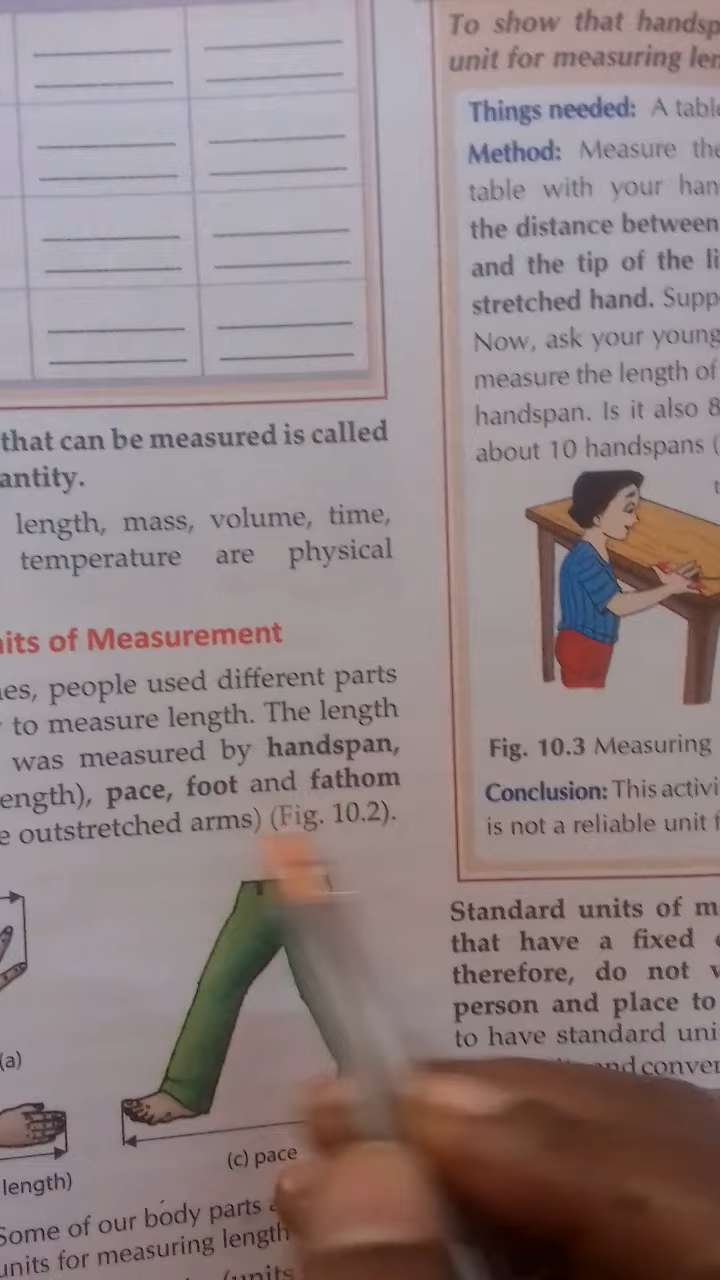 that can be measured is called
antity.
length, mass, volume, time,
temperature are physical
its of Measurement
es, people used different parts
to measure length. The length
was measured by handspan,
ength), pace, foot and fathom
e outstretched arms) (Fig. 10.2).
(a)
(c) pace
length)
Some of our body parts
units for measuring length
(units
To show that handsp
unit for measuring len
Things needed: A tabl
Method: Measure the
table with your han
the distance between
and the tip of the li
stretched hand. Supp
Now, ask your young
measure the length of
handspan. Is it also 8
about 10 handspans (
t
Fig. 10.3 Measuring
Conclusion: This activi
is not a reliable unit f
Standard units of m
that have a fixed
therefore, do not v
person and place to
to have standard uni
and conver